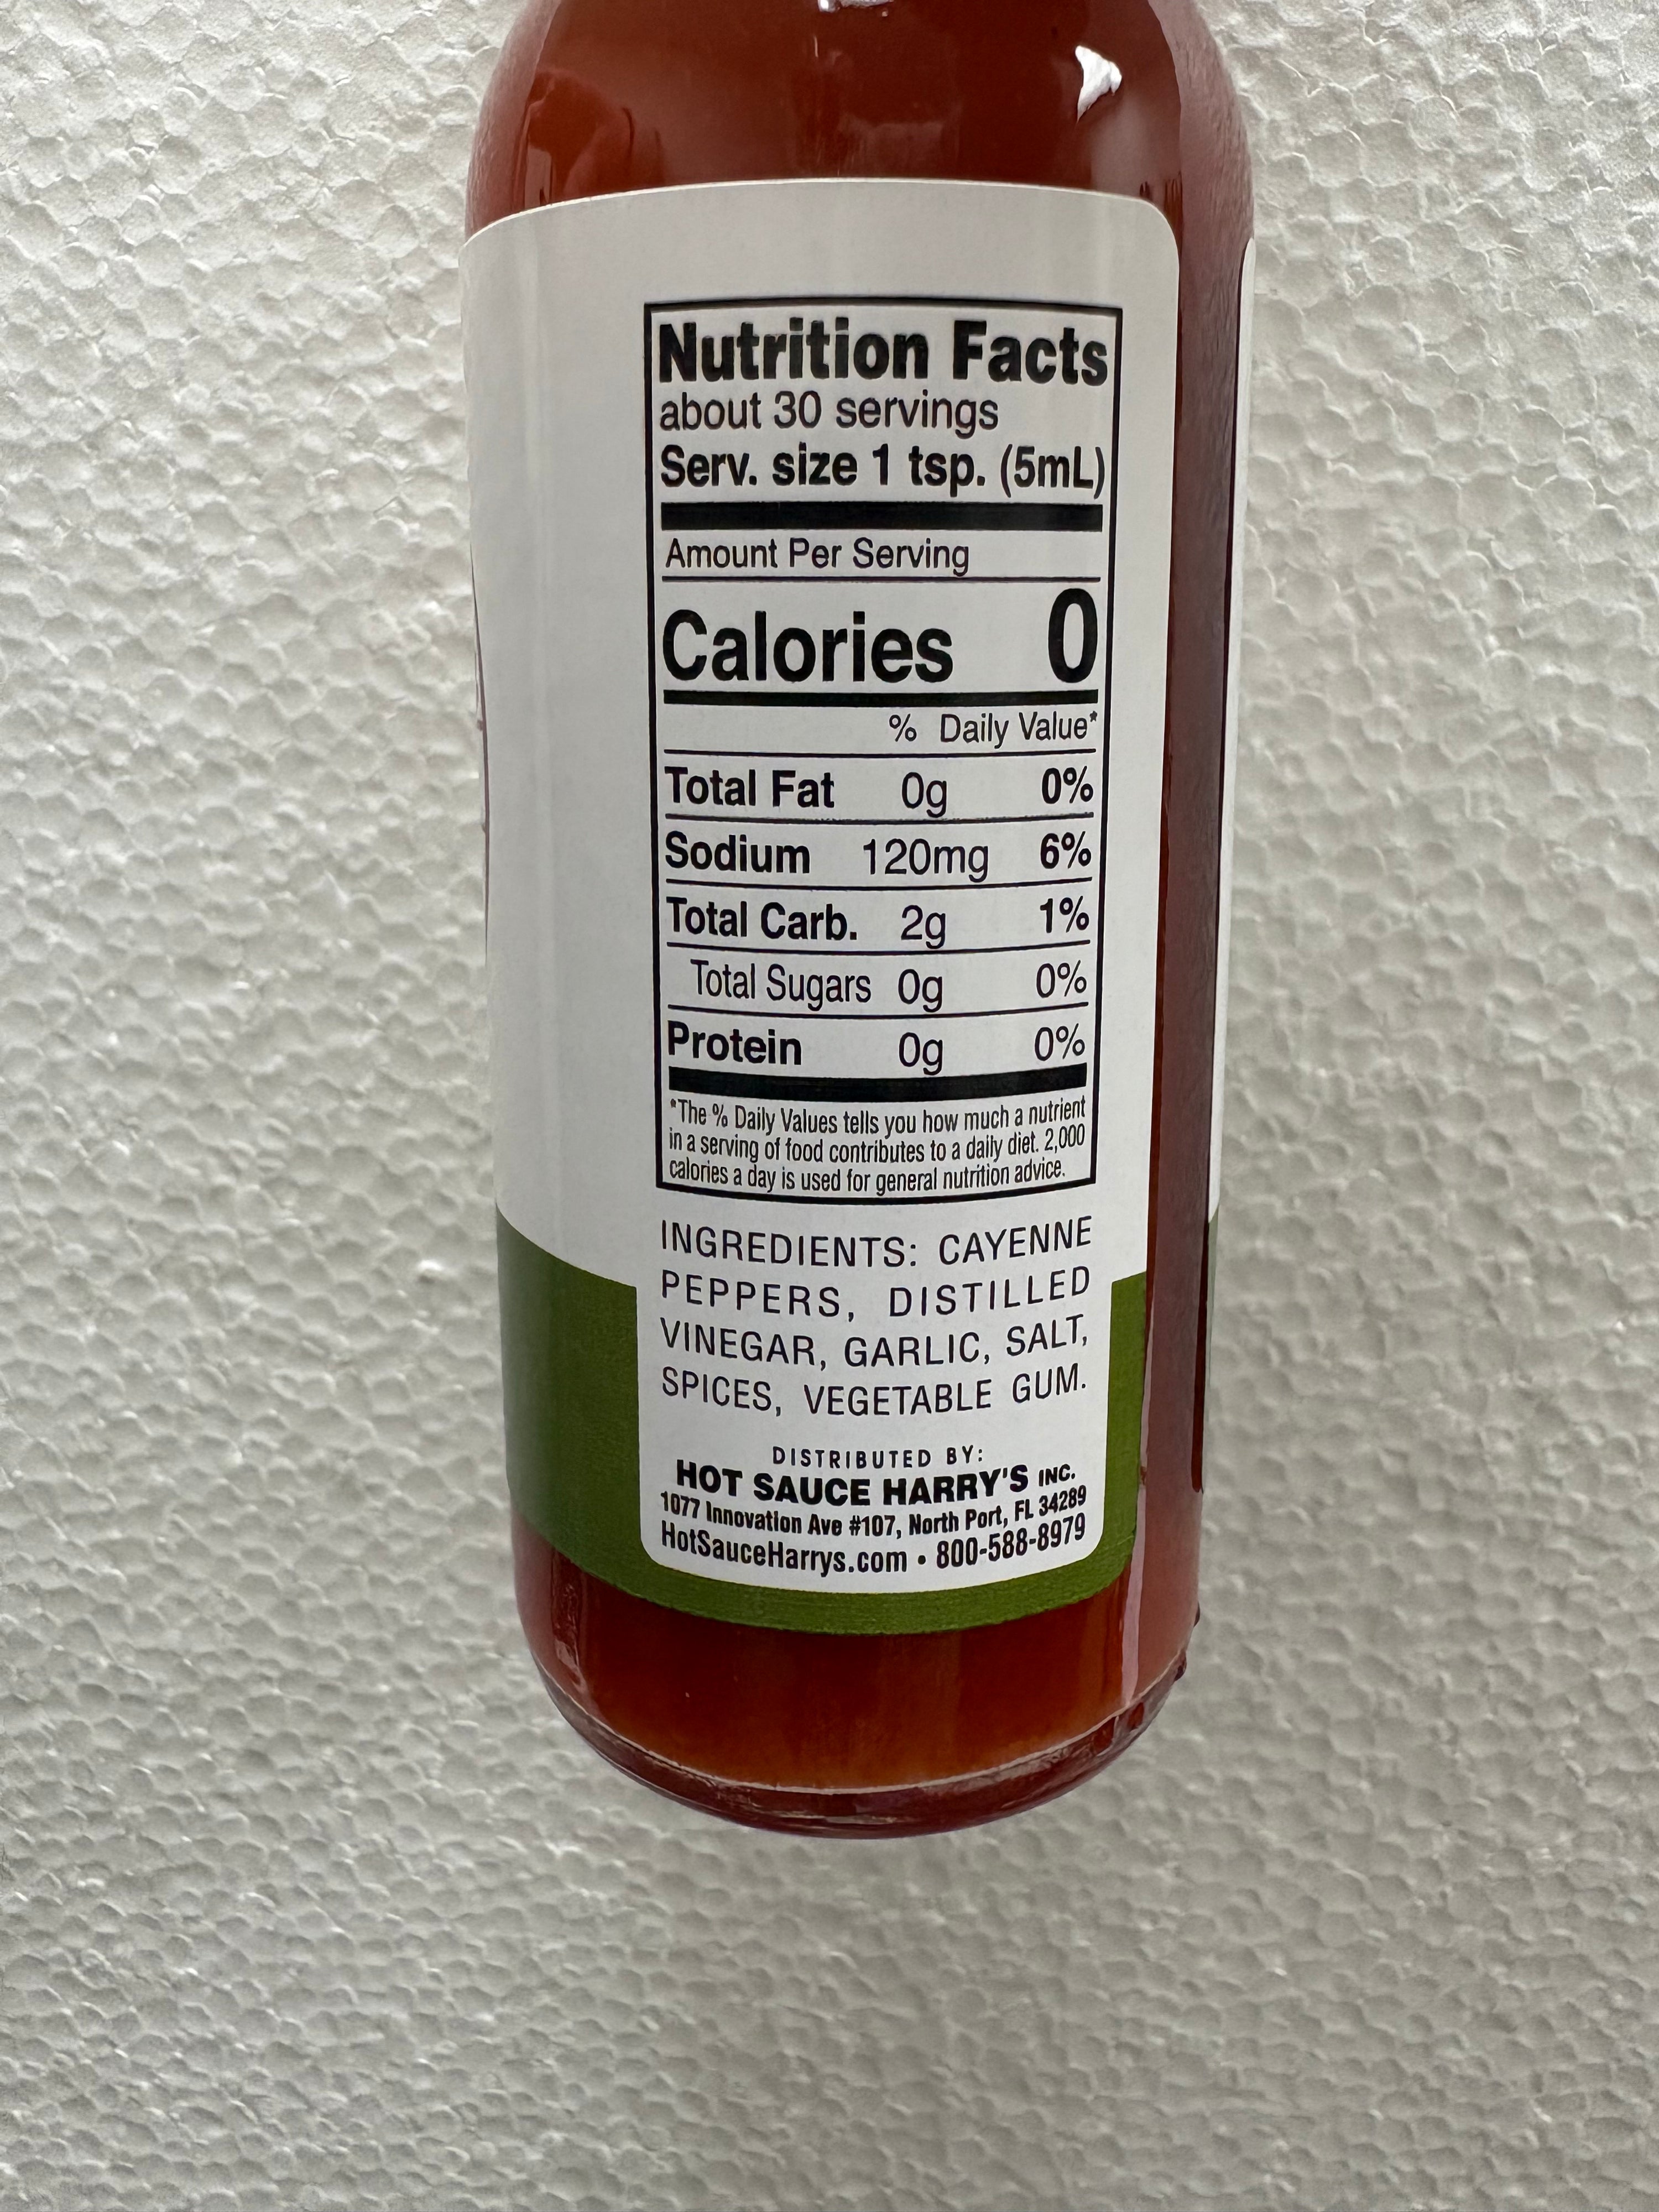 Nutrition Facts
about 30 servings
Serv. size 1 tsp. (5mL)
Amount Per Serving
Calories 0
% Daily Value*
Total Fat 0g 0%
Sodium 120mg 6%
Total Carb. 2g 1%
Total Sugars 0g 0%
Protein 0g 0%
*The % Daily Values tells you how much a nutrient
in a serving of food contributes to a daily diet. 2,000
calories a day is used for general nutrition advice.
INGREDIENTS: CAYENNE
PEPPERS, DISTILLED
VINEGAR, GARLIC, SALT,
SPICES, VEGETABLE GUM.
DISTRIBUTED BY:
HOT SAUCE HARRY'S INC.
1077 Innovation Ave #107, North Port, FL 34289
HotSauceHarrys.com • 800-588-8979